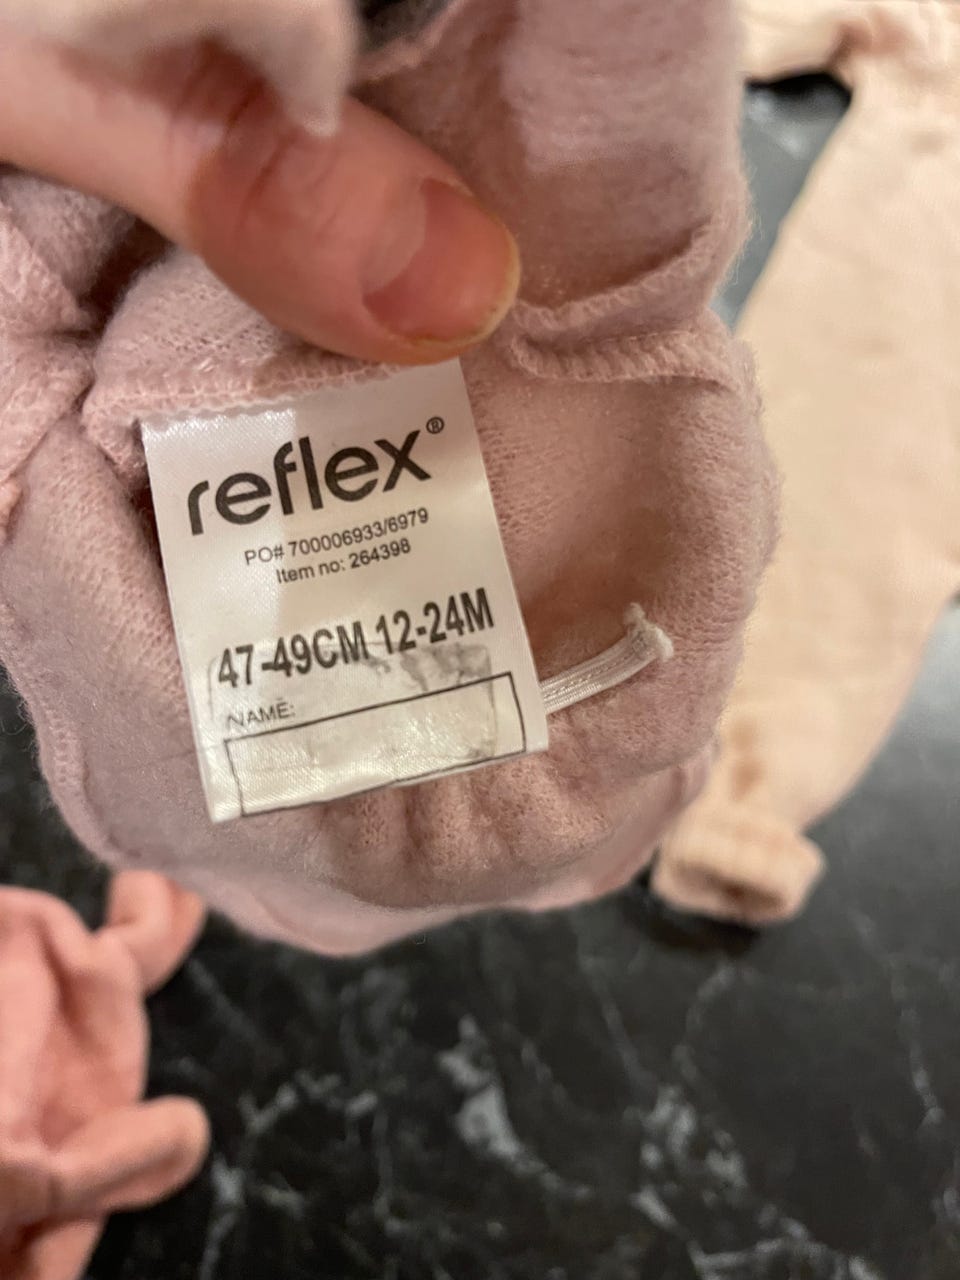 reflex®
PO# 700006933/6979
Item no: 264398
47-49CM 12-24M
NAME: